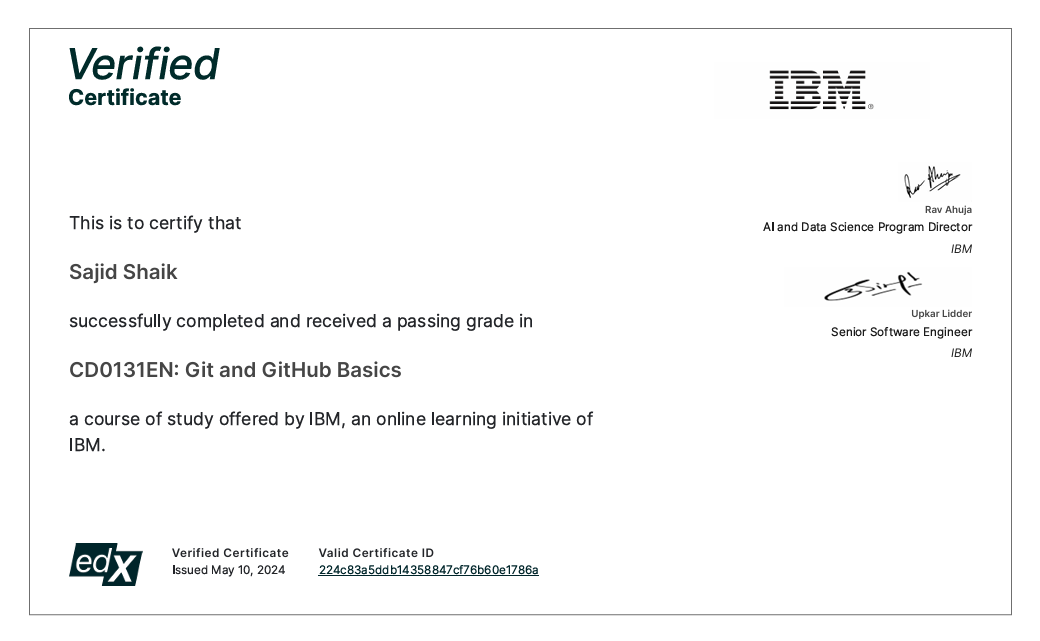 Verified
Certificate
IBM®
This is to certify that
Sajid Shaik
successfully completed and received a passing grade in
CD0131EN: Git and GitHub Basics
a course of study offered by IBM, an online learning initiative of
IBM.
Rav Ahuja
Rav Ahuja
AI and Data Science Program Director
IBM
Upkar Lidder
Senior Software Engineer
IBM
edX
Verified Certificate
Issued May 10, 2024
Valid Certificate ID
224c83a5ddb14358847cf76b60e1786a